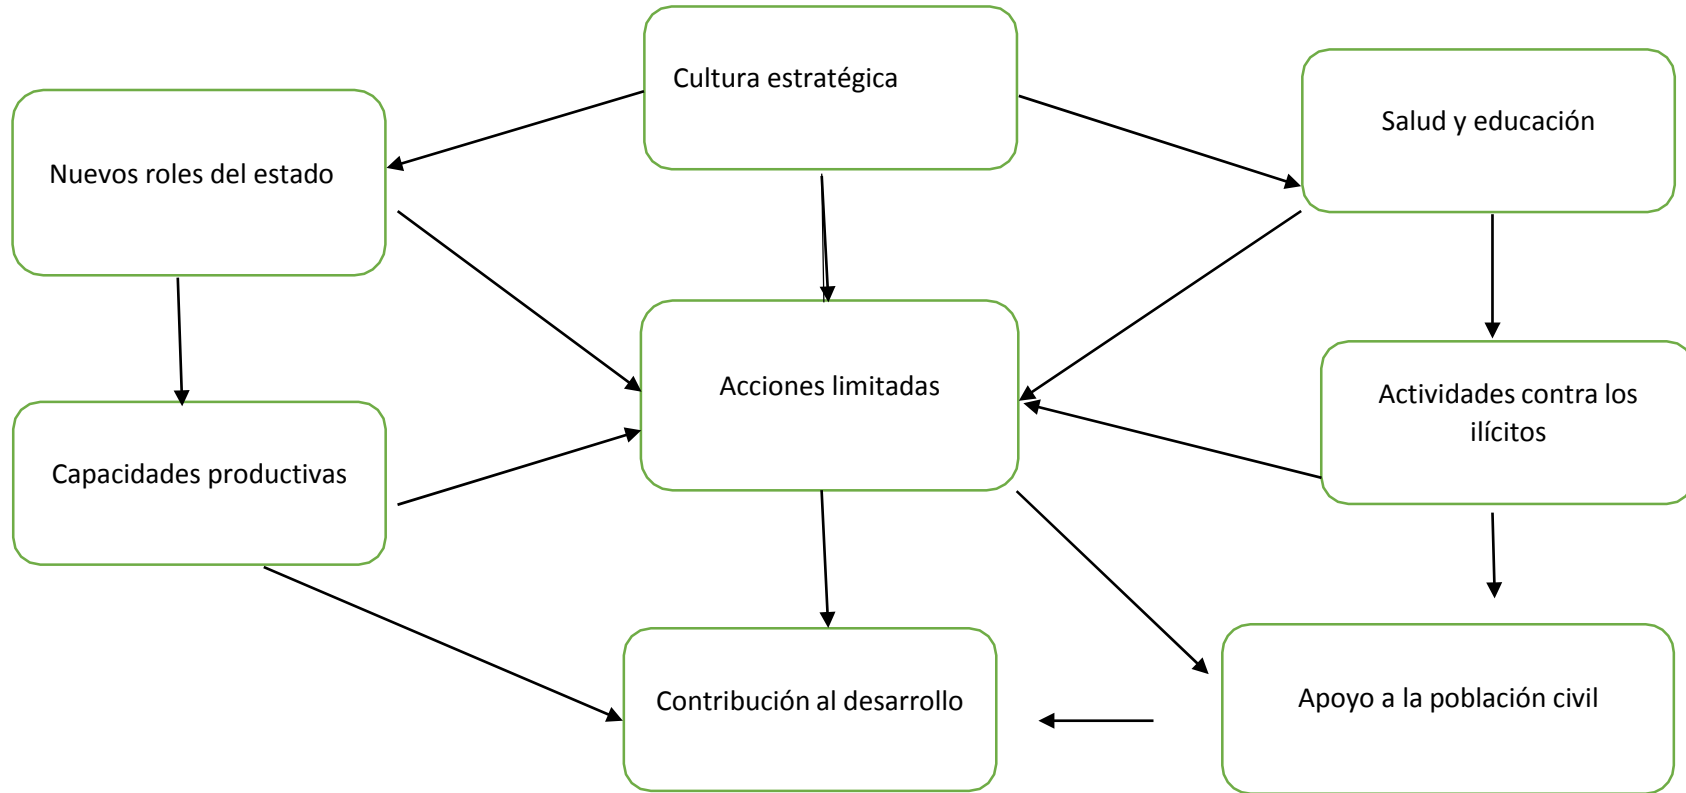 Cultura estratégica
Salud y educación
Nuevos roles del estado
Acciones limitadas
Actividades contra los
ilícitos
Capacidades productivas
Contribución al desarrollo
Apoyo a la población civil